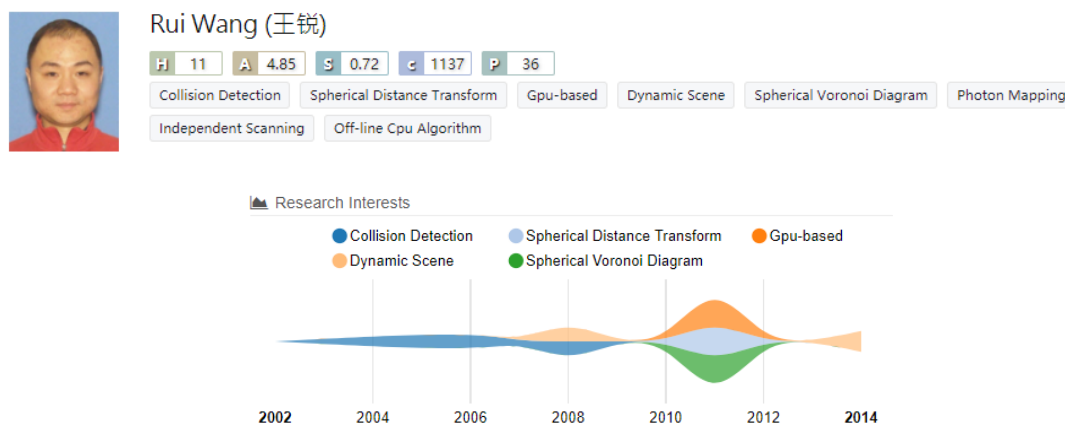 Rui Wang (王锐)
H 11 A 4.85 S 0.72 c 1137 P 36
Collision Detection Spherical Distance Transform Gpu-based Dynamic Scene Spherical Voronoi Diagram Photon Mapping
Independent Scanning Off-line Cpu Algorithm
Research Interests
Collision Detection Spherical Distance Transform Gpu-based
Dynamic Scene Spherical Voronoi Diagram
2002 2004 2006 2008 2010 2012 2014